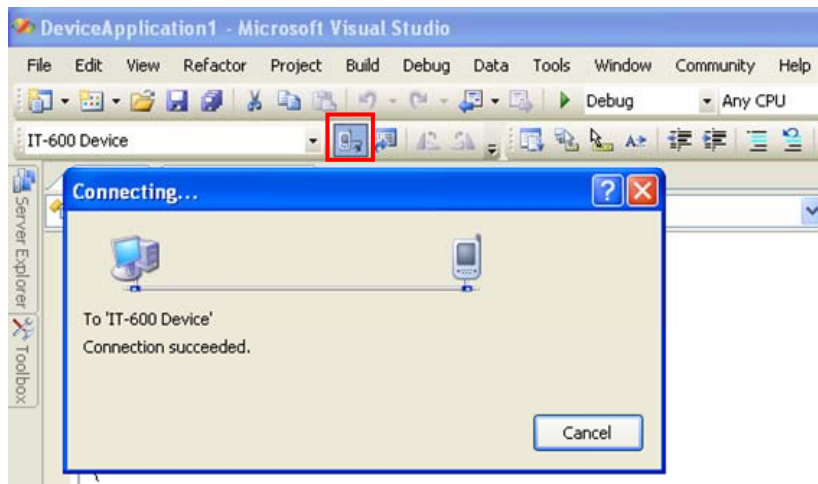 DeviceApplication1 - Microsoft Visual Studio
File Edit View Refactor Project Build Debug Data Tools Window Community Help
Debug Any CPU
IT-600 Device
Server Explorer
Toolbox
Connecting...
To 'IT-600 Device'
Connection succeeded.
Cancel